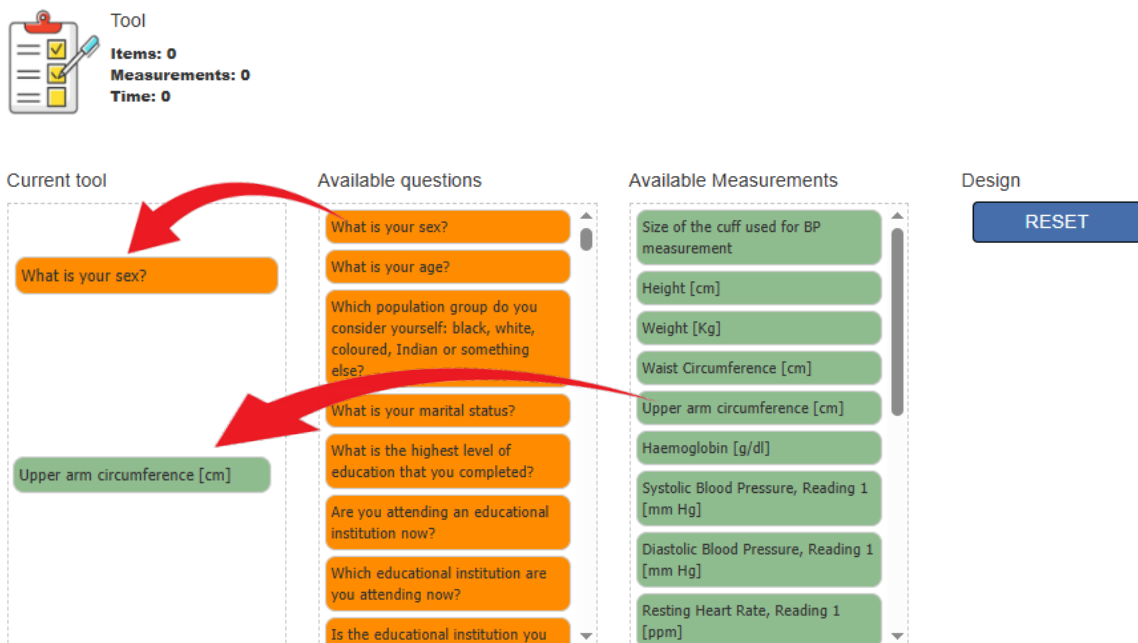 Tool
Items: 0
Measurements: 0
Time: 0
Current tool
Available questions
Available Measurements
Design
What is your sex?
Upper arm circumference [cm]
What is your sex?
What is your age?
Which population group do you
consider yourself: black, white,
coloured, Indian or something
else?
What is your marital status?
What is the highest level of
education that you completed?
Are you attending an educational
institution now?
Which educational institution are
you attending now?
Is the educational institution you
Size of the cuff used for BP
measurement
Height [cm]
Weight [Kg]
Waist Circumference [cm]
Upper arm circumference [cm]
Haemoglobin [g/dl]
Systolic Blood Pressure, Reading 1
[mm Hg]
Diastolic Blood Pressure, Reading 1
[mm Hg]
Resting Heart Rate, Reading 1
[ppm]
RESET